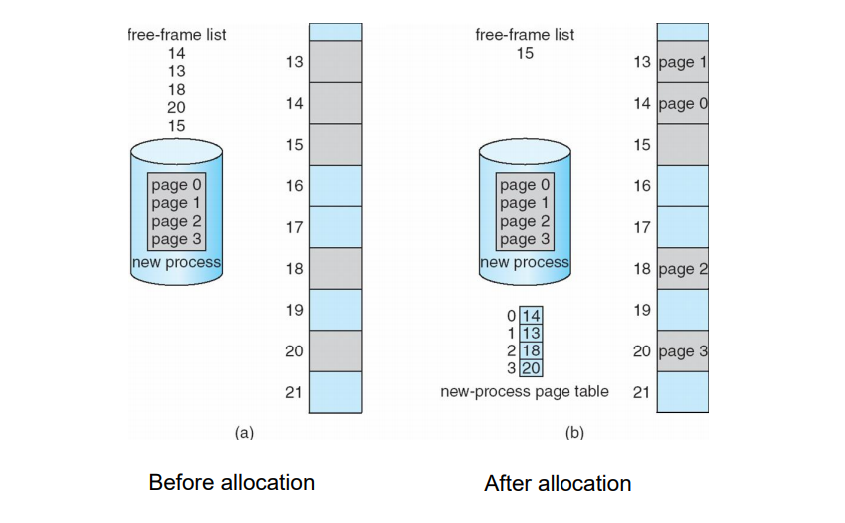 free-frame list
14
13
18
20
15
page 0
page 1
page 2
page 3
new process
13
14
15
16
17
18
19
20
21
(a)
Before allocation
free-frame list
15
page 0
page 1
page 2
page 3
new process
0 14
1 13
2 18
3 20
new-process page table
13 page 1
14 page 0
15
16
17
18 page 2
19
20 page 3
21
(b)
After allocation